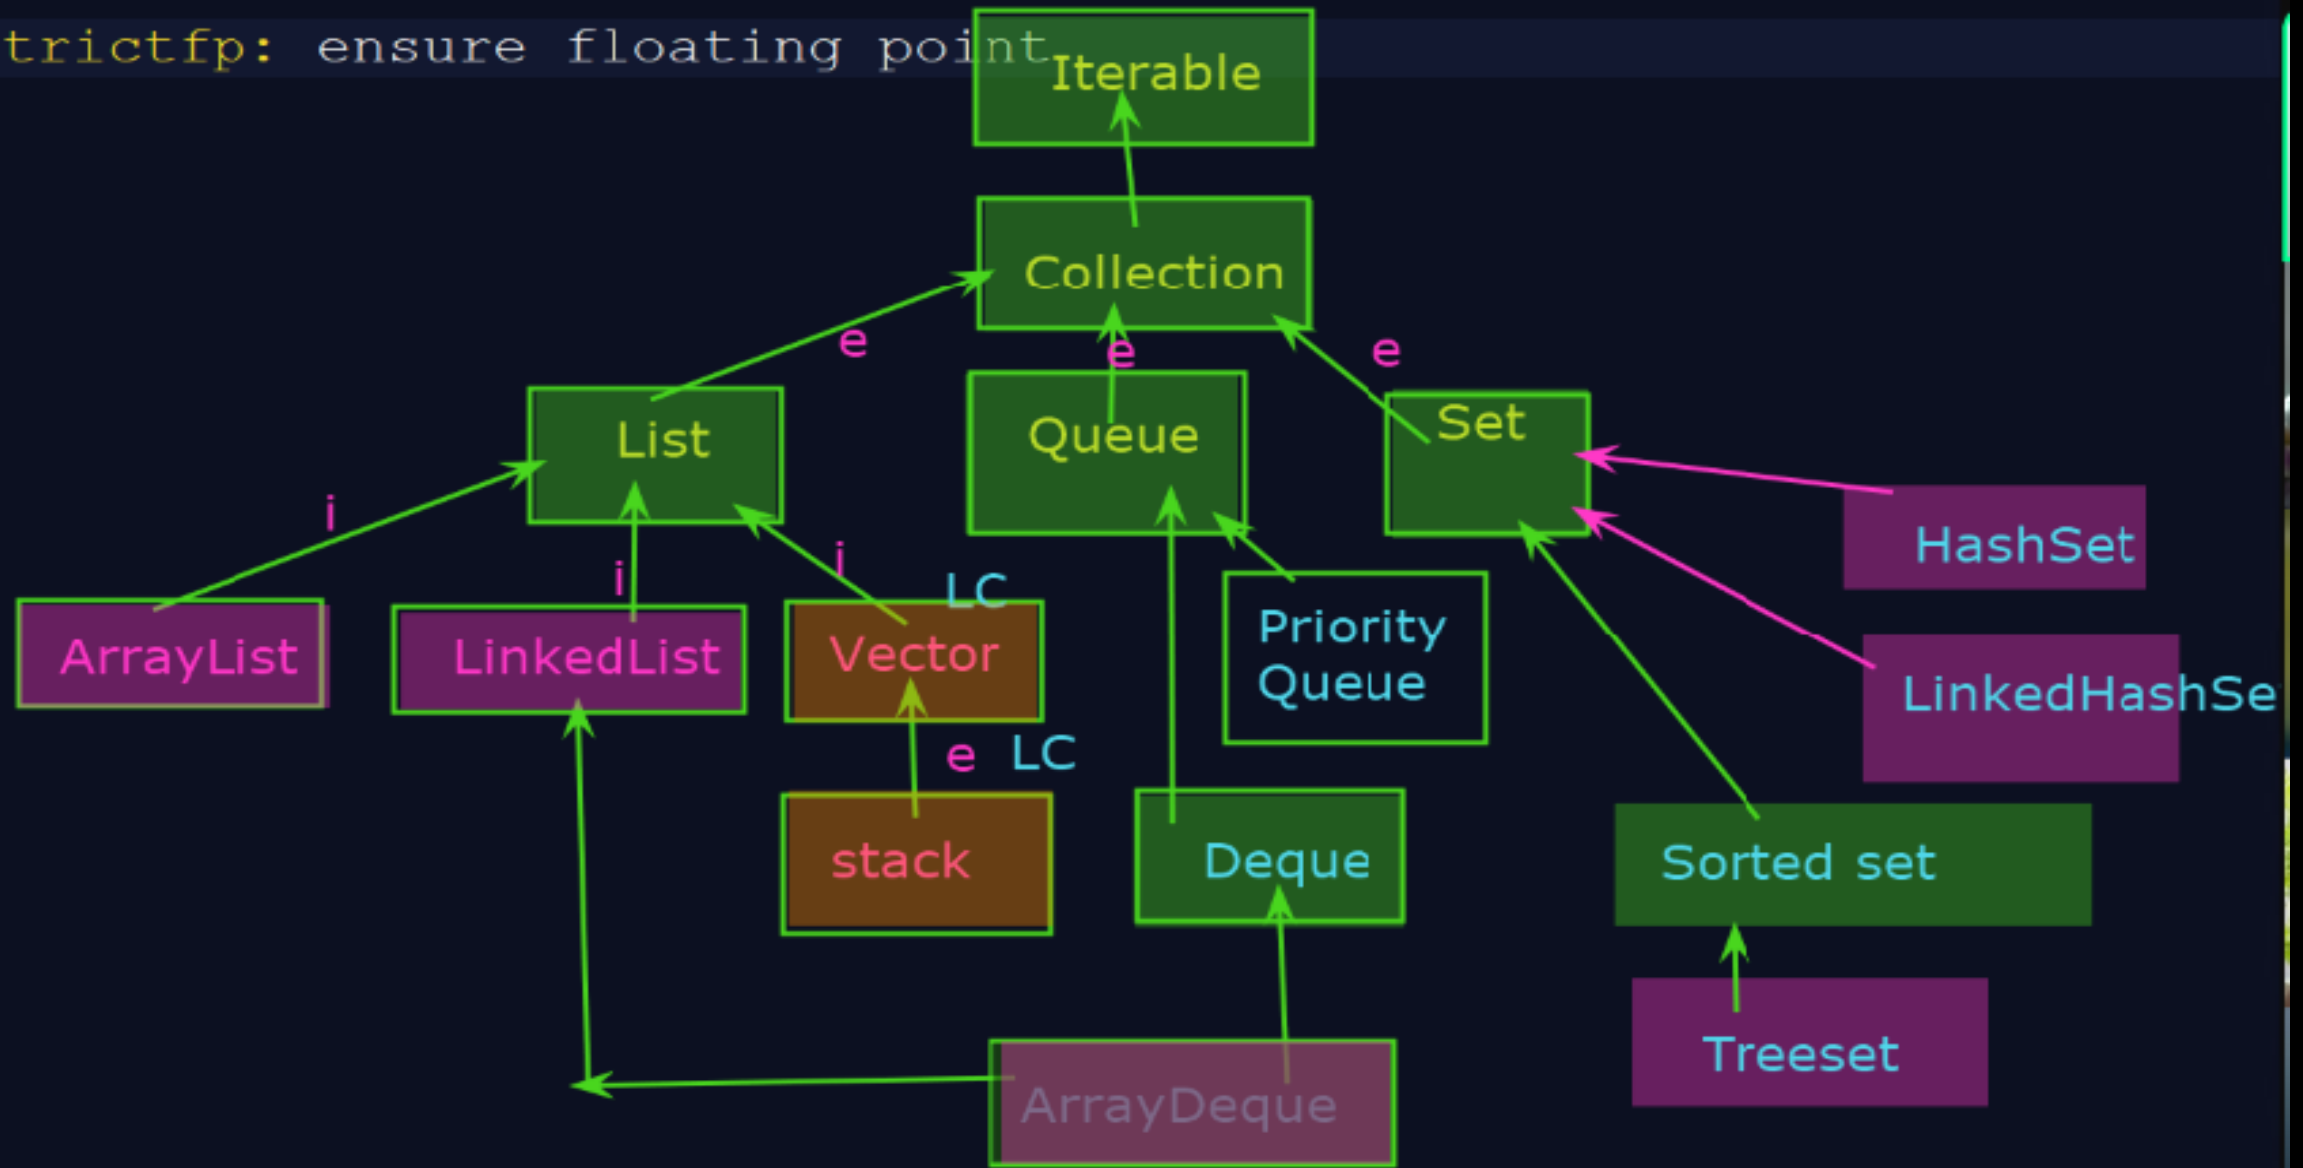 trictfp: ensure floating point
Iterable
Collection
e
e
e
List
Queue
Set
i
i
i
LC
HashSet
ArrayList
LinkedList
Vector
Priority
Queue
LinkedHashSe
e
LC
stack
Deque
Sorted set
Treeset
ArrayDeque